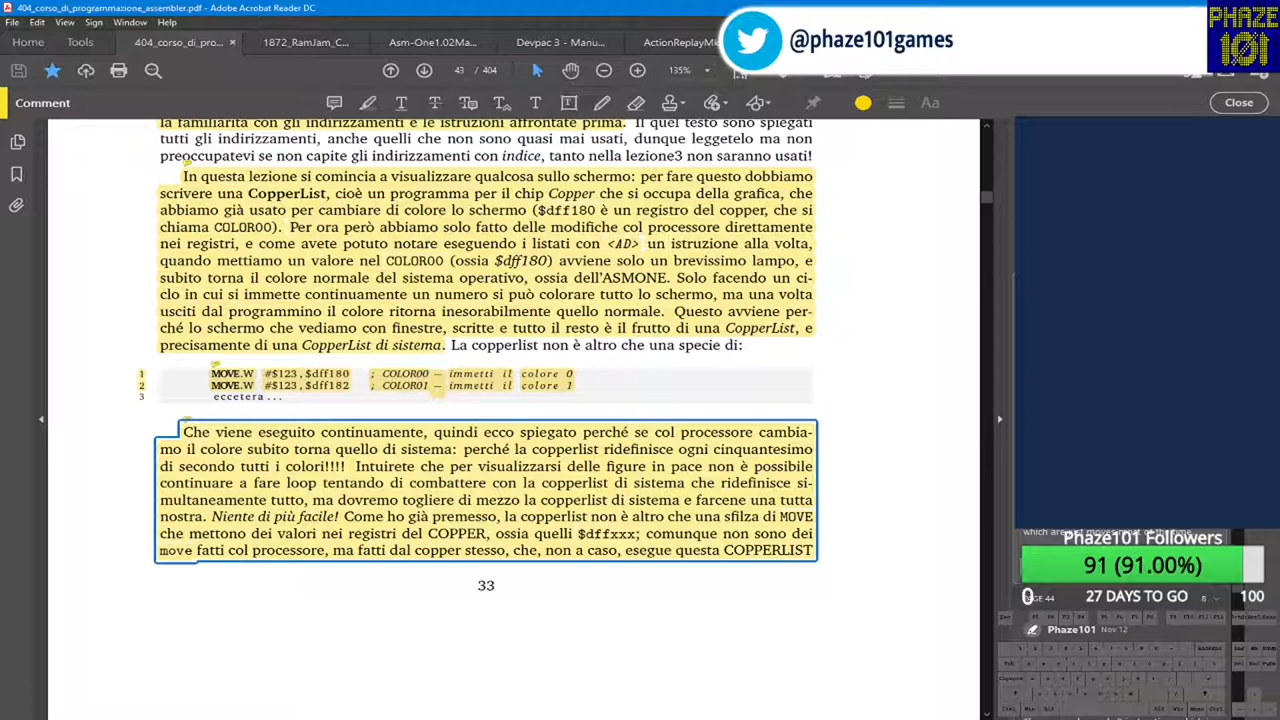 404_corso_di_programmazione_assembler.pdf - Adobe Acrobat Reader DC
File Edit View Sign Window Help
Home Tools 404_corso_di_pro... × 1872_RamJam_C... Asm-One1.02Ma... Devpac 3 - Manu... ActionReplayMk
@phaze101games
PHAZE
101
43 / 404 135%
Comment
Aa
Close
la familiarità con gli indirizzamenti e le istruzioni affrontate prima. Il quel testo sono spiegati
tutti gli indirizzamenti, anche quelli che non sono quasi mai usati, dunque leggetelo ma non
preoccupatevi se non capite gli indirizzamenti con indice, tanto nella lezione3 non saranno usati!
In questa lezione si comincia a visualizzare qualcosa sullo schermo: per fare questo dobbiamo
scrivere una CopperList, cioè un programma per il chip Copper che si occupa della grafica, che
abbiamo già usato per cambiare di colore lo schermo ($dff180 è un registro del copper, che si
chiama COLOR00). Per ora però abbiamo solo fatto delle modifiche col processore direttamente
nei registri, e come avete potuto notare eseguendo i listati con <AD> un istruzione alla volta,
quando mettiamo un valore nel COLOR00 (ossia $dff180) avviene solo un brevissimo lampo, e
subito torna il colore normale del sistema operativo, ossia dell'ASMONE. Solo facendo un ci-
clo in cui si immette continuamente un numero si può colorare tutto lo schermo, ma una volta
usciti dal programmino il colore ritorna inesorabilmente quello normale. Questo avviene per-
ché lo schermo che vediamo con finestre, scritte e tutto il resto è il frutto di una CopperList, e
precisamente di una CopperList di sistema. La copperlist non è altro che una specie di:
1 MOVE.W #$123,$dff180 ; COLOR00 — immetti il colore 0
2 MOVE.W #$123,$dff182 ; COLOR01 — immetti il colore 1
3 eccetera...
Che viene eseguito continuamente, quindi ecco spiegato perché se col processore cambia-
mo il colore subito torna quello di sistema: perché la copperlist ridefinisce ogni cinquantesimo
di secondo tutti i colori!!!! Intuirete che per visualizzarsi delle figure in pace non è possibile
continuare a fare loop tentando di combattere con la copperlist di sistema che ridefinisce si-
multaneamente tutto, ma dovremo togliere di mezzo la copperlist di sistema e farcene una tutta
nostra. Niente di più facile! Come ho già premesso, la copperlist non è altro che una sfilza di MOVE
che mettono dei valori nei registri del COPPER, ossia quelli $dffxxx; comunque non sono dei
move fatti col processore, ma fatti dal copper stesso, che, non a caso, esegue questa COPPERLIST
33
which are just moves most of the time
Phaze101 Followers
91 (91.00%)
0 27 DAYS TO GO 100
PAGE 44 8
Phaze101 Nov 12